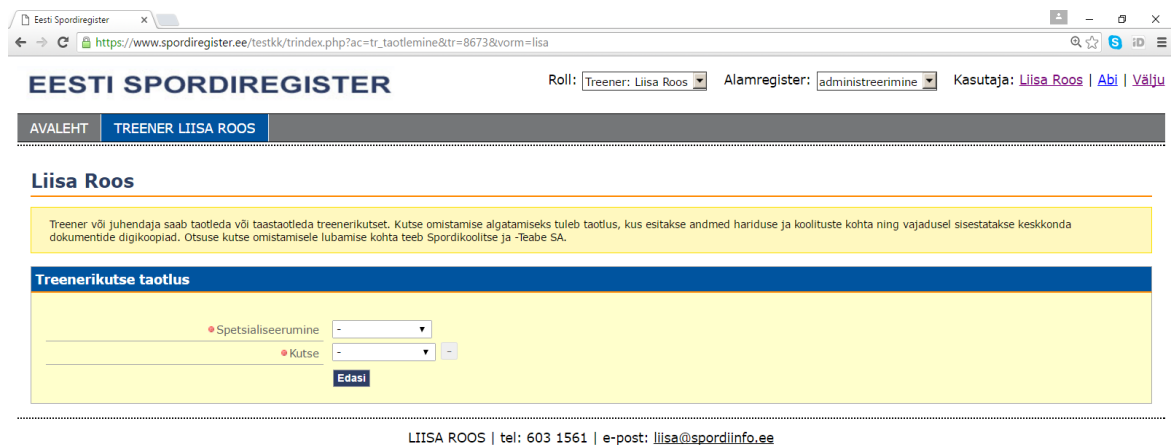 Eesti Spordiregister
https://www.spordiregister.ee/testkk/trindex.php?ac=tr_taotlemine&tr=8673&vorm=lisa
EESTI SPORDIREGISTER
Roll: Treener: Liisa Roos Alamregister: administreerimine Kasutaja: Liisa Roos | Abi | Välju
AVALEHT TREENER LIISA ROOS
Liisa Roos
Treener või juhendaja saab taotleda või taastaotleda treenerikutset. Kutse omistamise algatamiseks tuleb taotlus, kus esitakse andmed hariduse ja koolituste kohta ning vajadusel sisestatakse keskkonda
dokumentide digikoopiad. Otsuse kutse omistamisele lubamise kohta teeb Spordikoolitse ja -Teabe SA.
Treenerikutse taotlus
Spetsialiseerumine -
Kutse - -
Edasi
LIISA ROOS | tel: 603 1561 | e-post: liisa@spordiinfo.ee